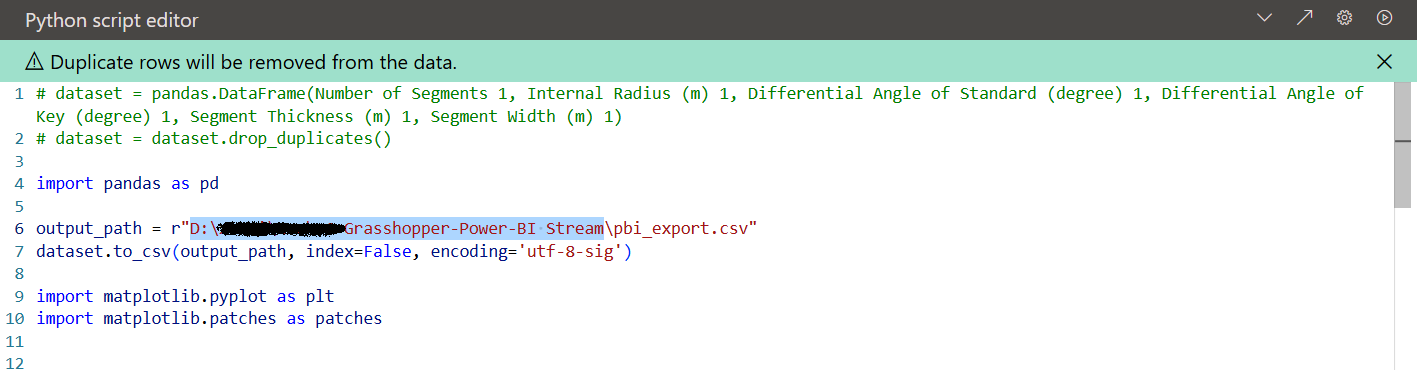 Python script editor
Duplicate rows will be removed from the data.
1 # dataset = pandas.DataFrame(Number of Segments 1, Internal Radius (m) 1, Differential Angle of Standard (degree) 1, Differential Angle of
Key (degree) 1, Segment Thickness (m) 1, Segment Width (m) 1)
2 # dataset = dataset.drop_duplicates()
3
4 import pandas as pd
5
6 output_path = r"D:\Grasshopper-Power-BI Stream\pbi_export.csv"
7 dataset.to_csv(output_path, index=False, encoding='utf-8-sig')
8
9 import matplotlib.pyplot as plt
10 import matplotlib.patches as patches
11
12